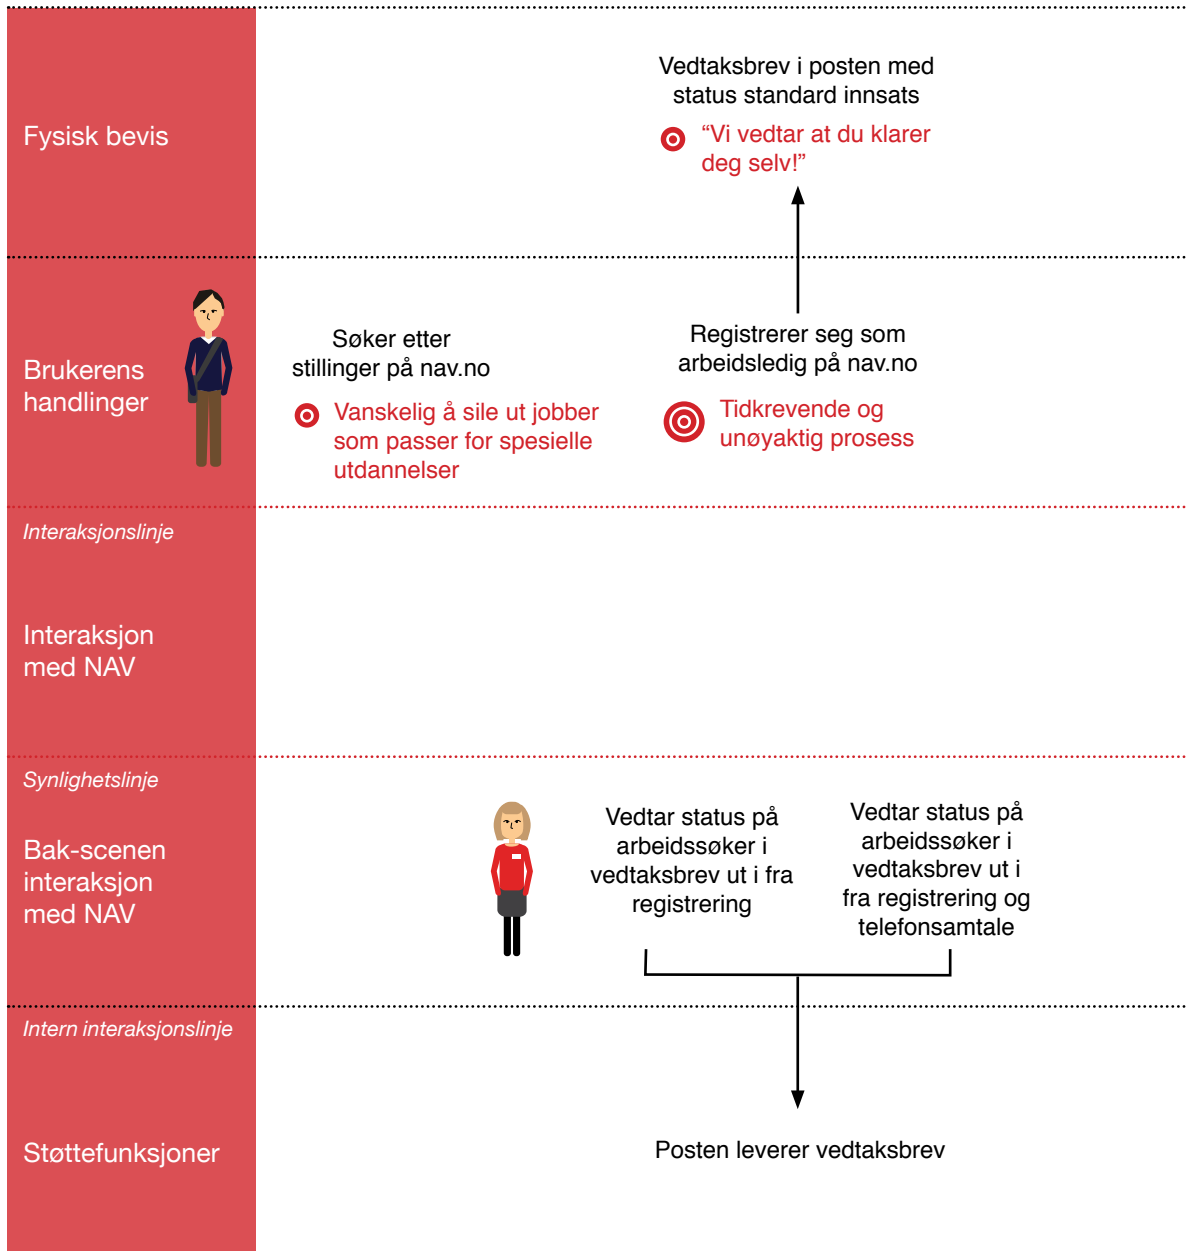 Fysisk bevis
Vedtaksbrev i posten med
status standard innsats
“Vi vedtar at du klarer
deg selv!”
Brukerens
handlinger
Søker etter
stillinger på nav.no
Vanskelig å sile ut jobber
som passer for spesielle
utdannelser
Registrerer seg som
arbeidsledig på nav.no
Tidkrevende og
unøyaktig prosess
Interaksjonslinje
Interaksjon
med NAV
Synlighetslinje
Bak-scenen
interaksjon
med NAV
Vedtar status på
arbeidssøker i
vedtaksbrev ut i fra
registrering
Vedtar status på
arbeidssøker i
vedtaksbrev ut i
fra registrering og
telefonsamtale
Intern interaksjonslinje
Støttefunksjoner
Posten leverer vedtaksbrev